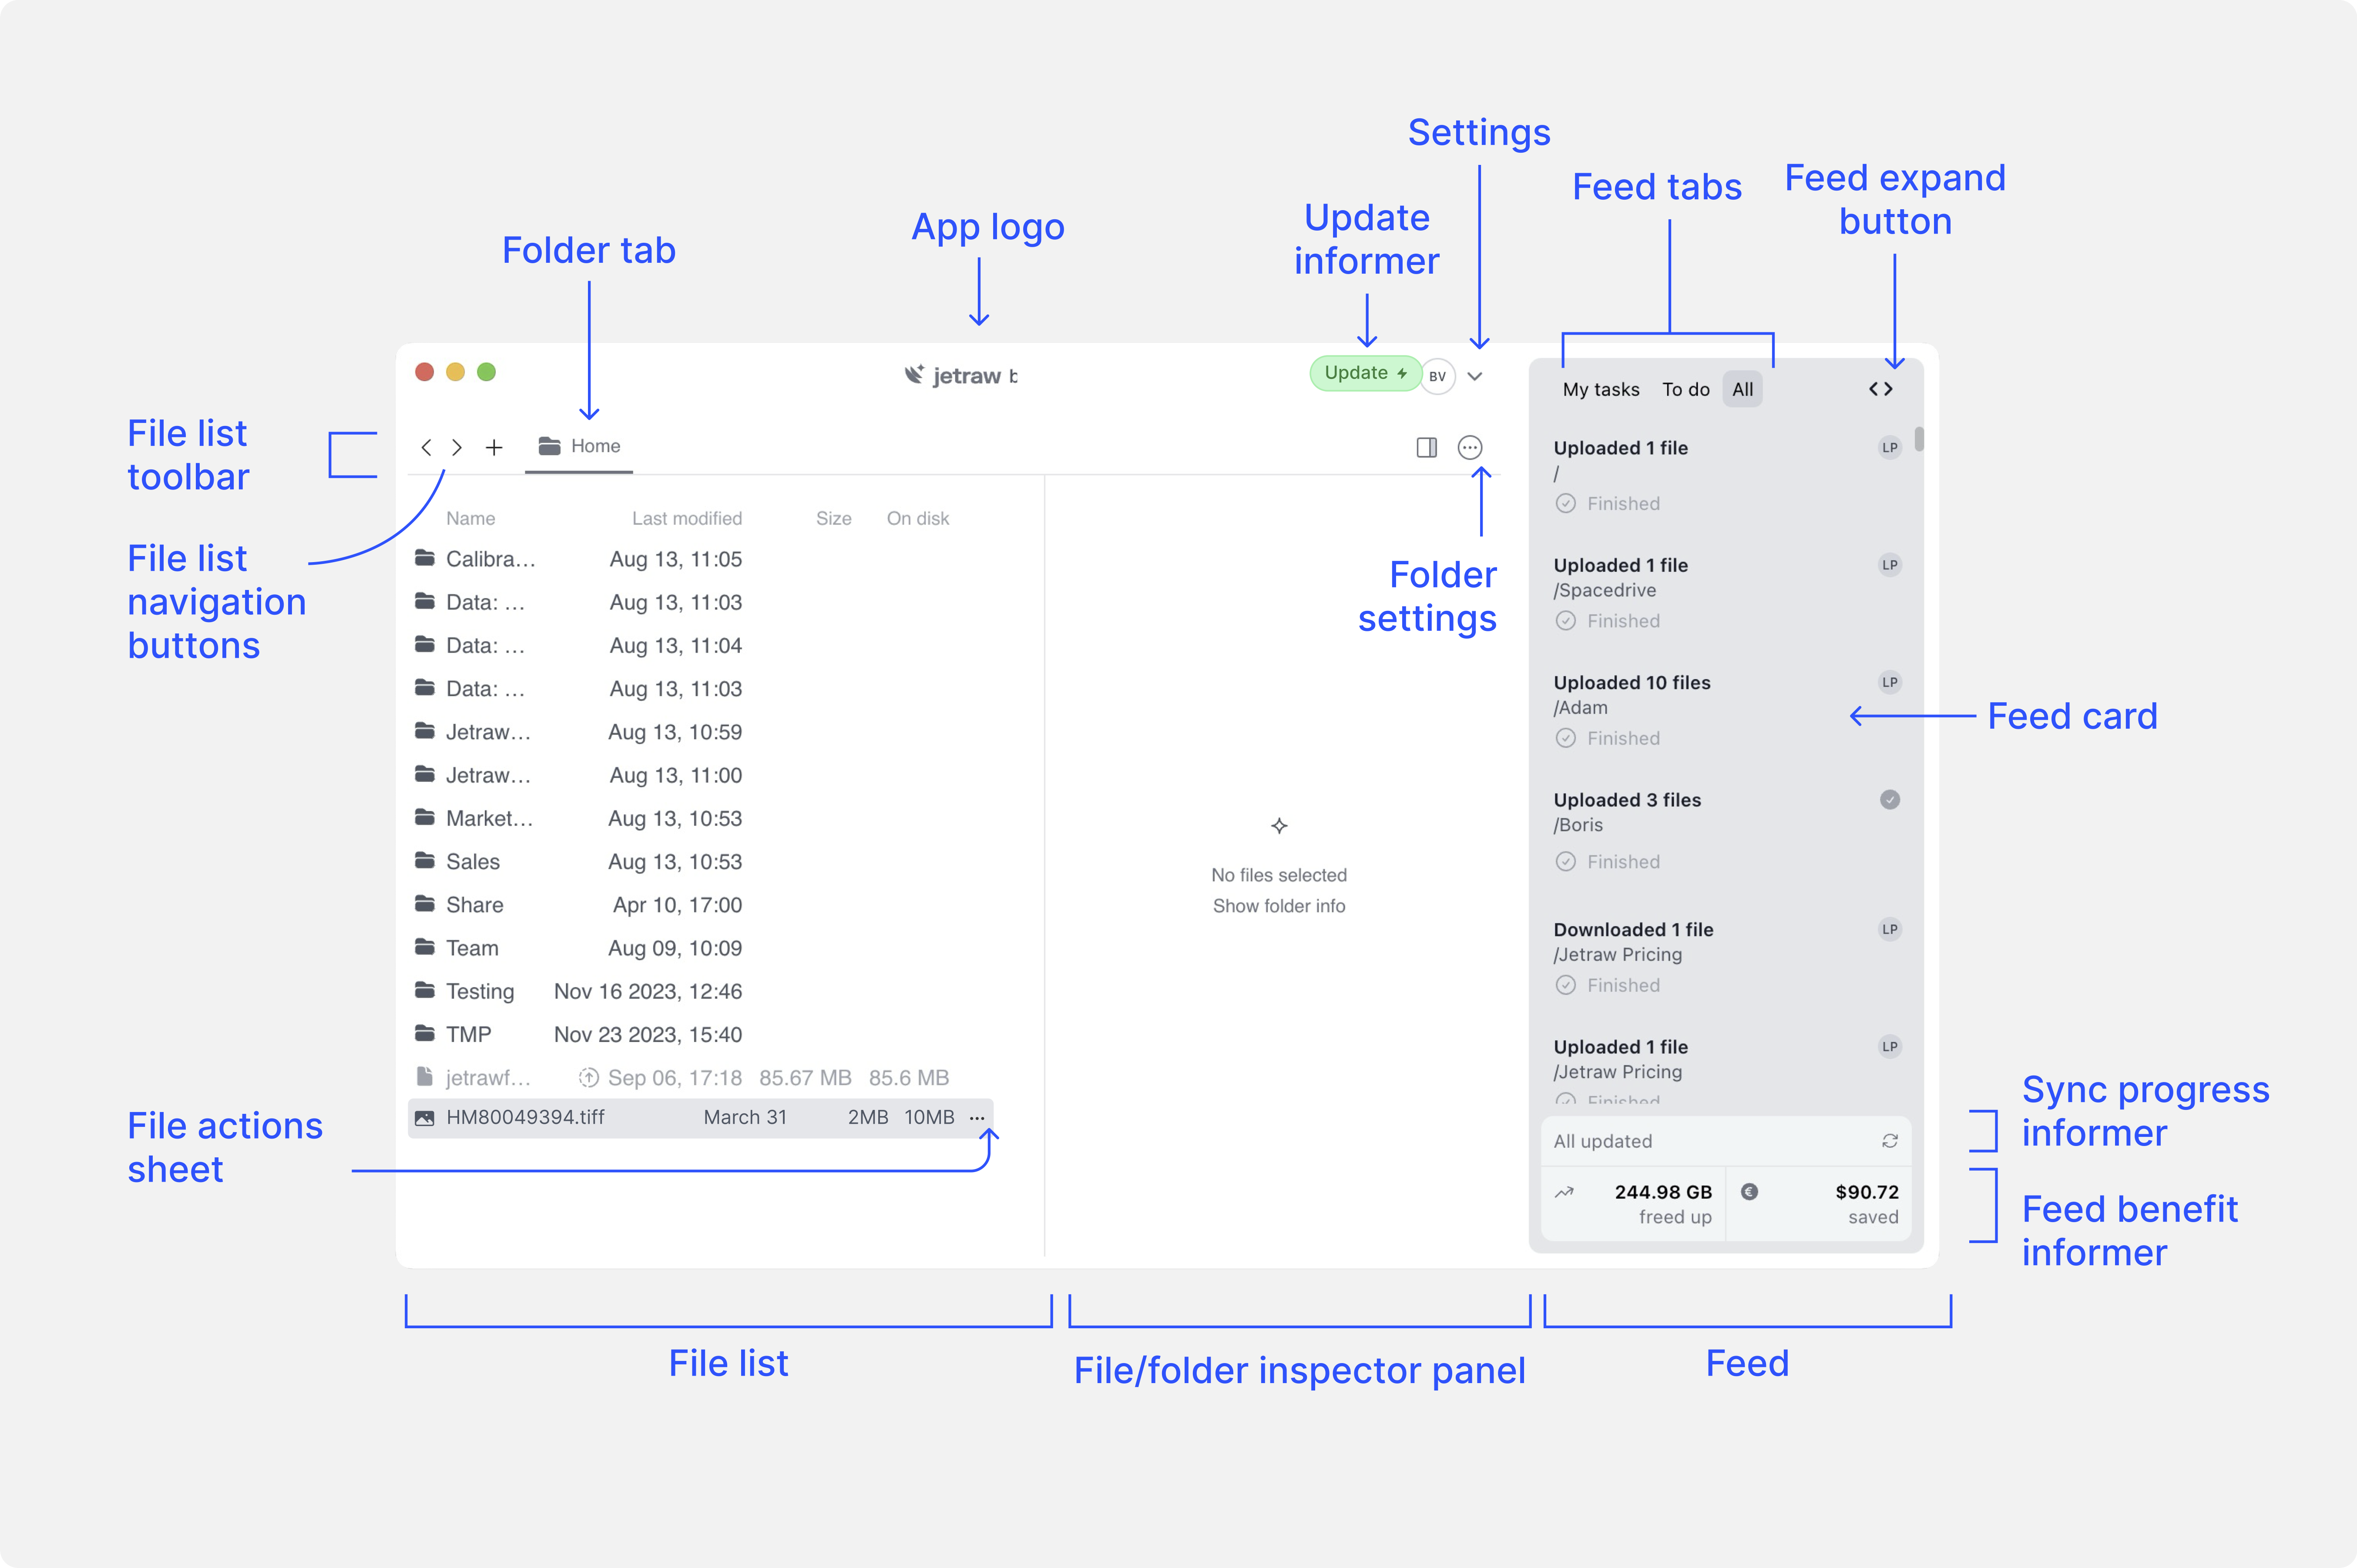 Settings
Feed tabs
Feed expand
button
Update
informer
App logo
Folder tab
jetraw b
Update
BV
My tasks To do All
File list
toolbar
Home
File list
navigation
buttons
Name Last modified Size On disk
Calibra... Aug 13, 11:05
Data: ... Aug 13, 11:03
Data: ... Aug 13, 11:04
Data: ... Aug 13, 11:03
Jetraw... Aug 13, 10:59
Jetraw... Aug 13, 11:00
Market... Aug 13, 10:53
Sales Aug 13, 10:53
Share Apr 10, 17:00
Team Aug 09, 10:09
Testing Nov 16 2023, 12:46
TMP Nov 23 2023, 15:40
jetrawf... Sep 06, 17:18 85.67 MB 85.6 MB
HM80049394.tiff March 31 2MB 10MB ...
File actions
sheet
Folder
settings
No files selected
Show folder info
Uploaded 1 file LP
/
Finished
Uploaded 1 file LP
/Spacedrive
Finished
Uploaded 10 files LP
/Adam
Finished
Feed card
Uploaded 3 files
/Boris
Finished
Downloaded 1 file LP
/Jetraw Pricing
Finished
Uploaded 1 file LP
/Jetraw Pricing
Finished
All updated
244.98 GB
freed up
€ $90.72
saved
Sync progress
informer
Feed benefit
informer
File list
File/folder inspector panel
Feed